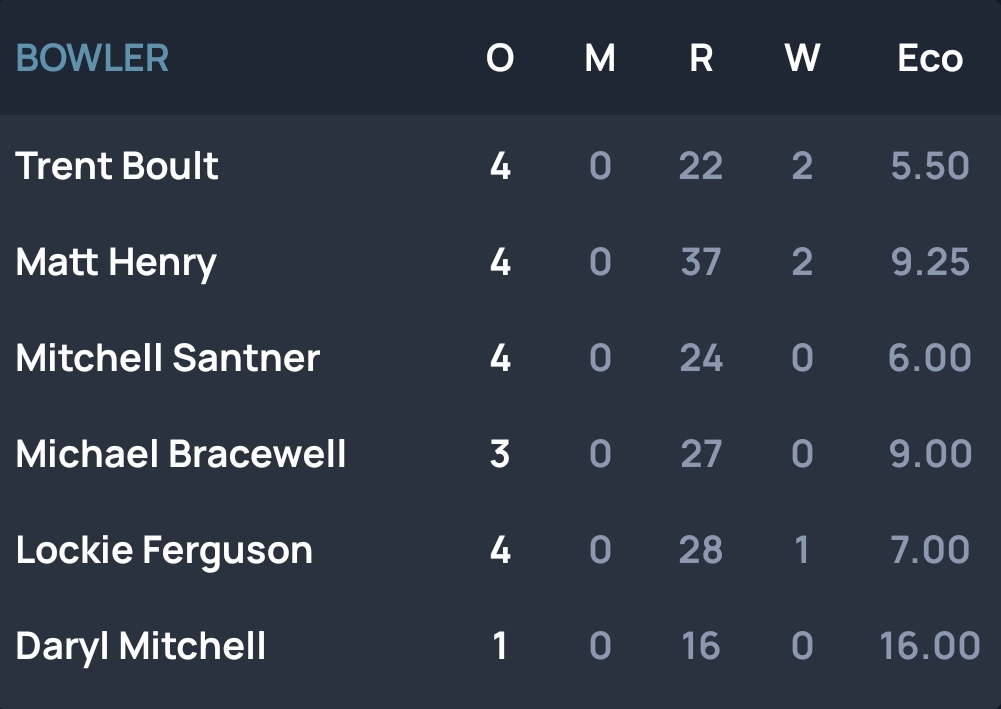 BOWLER O M R W Eco
Trent Boult 4 0 22 2 5.50
Matt Henry 4 0 37 2 9.25
Mitchell Santner 4 0 24 0 6.00
Michael Bracewell 3 0 27 0 9.00
Lockie Ferguson 4 0 28 1 7.00
Daryl Mitchell 1 0 16 0 16.00